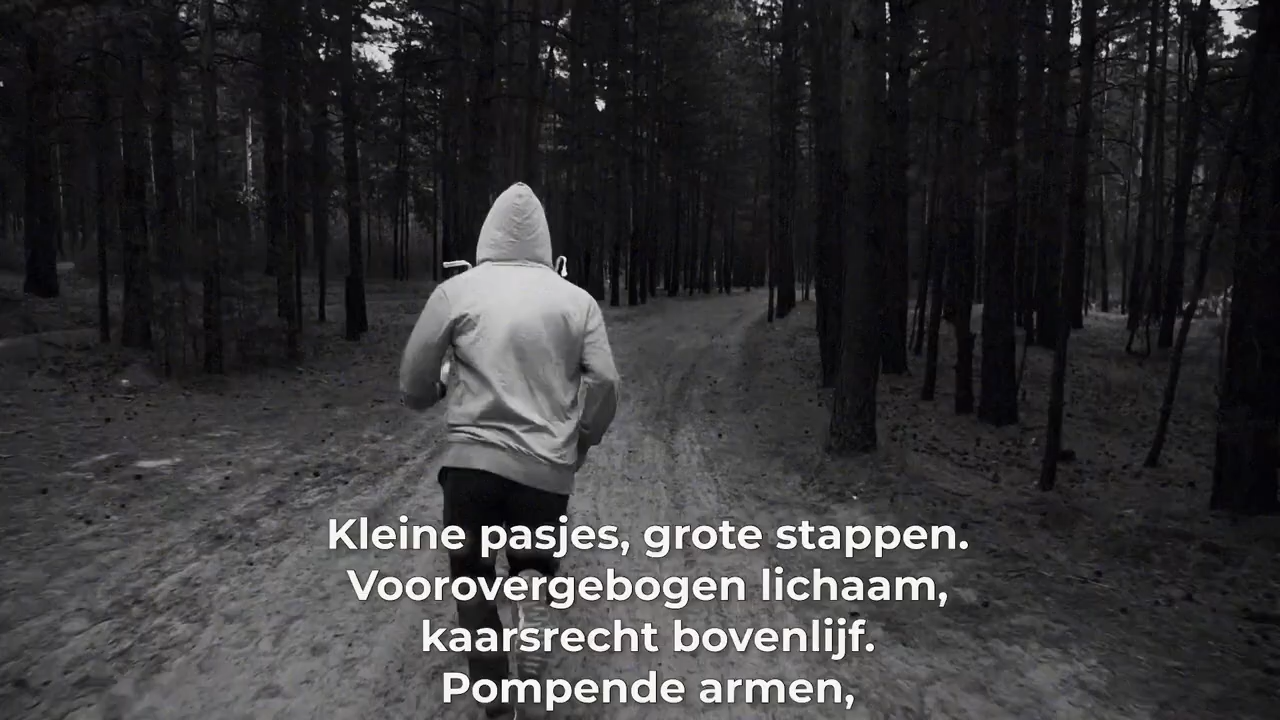 Kleine pasjes, grote stappen.
Voorovergebogen lichaam,
kaarsrecht bovenlijf.
Pompende armen,